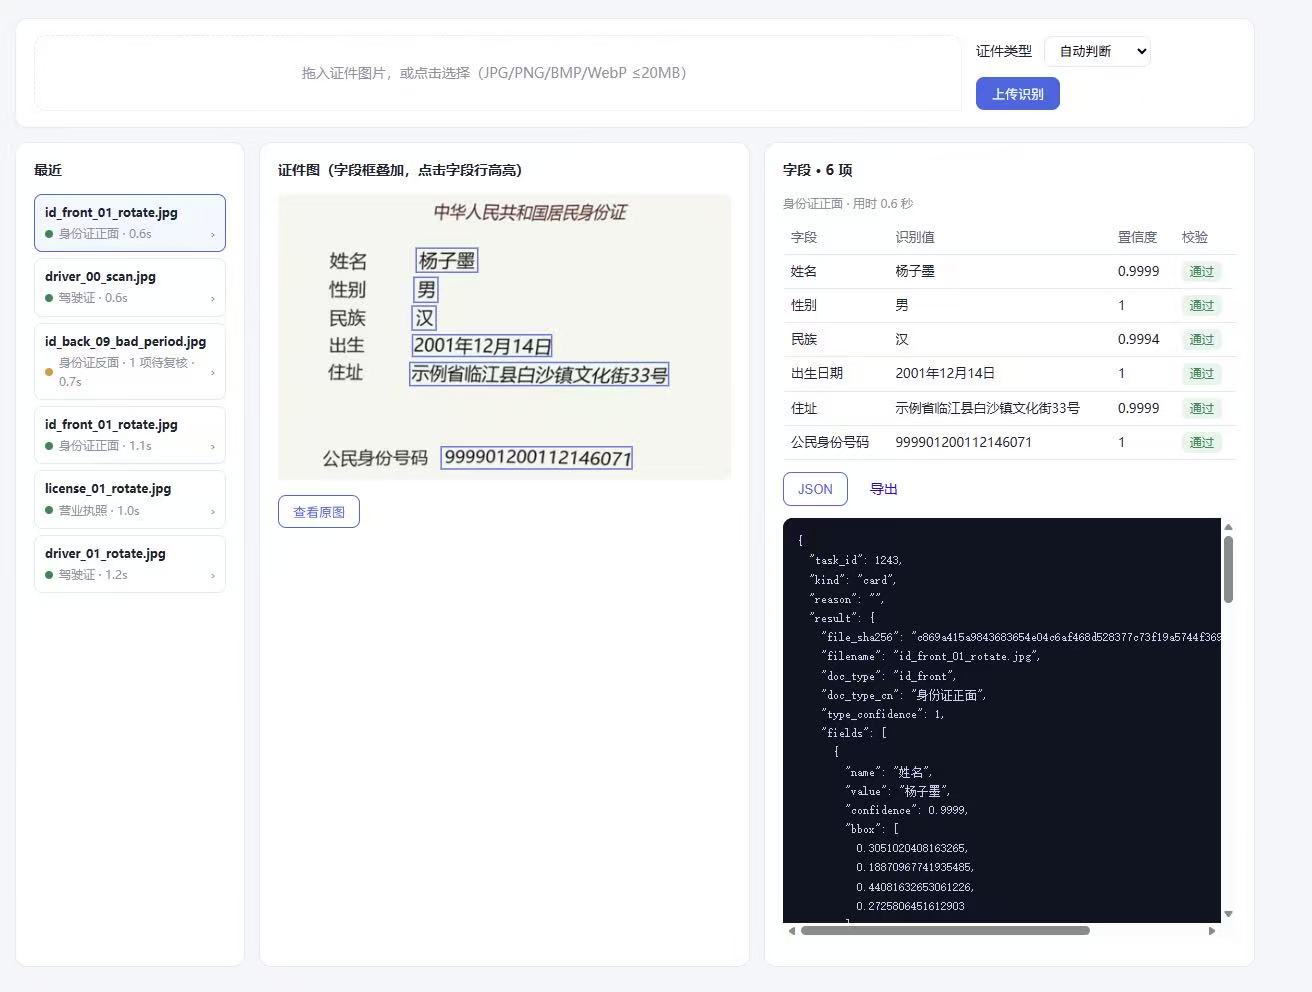 拖入证件图片，或点击选择（JPG/PNG/BMP/WebP ≤20MB）
证件类型 自动判断
上传识别
最近
id_front_01_rotate.jpg
身份证正面 · 0.6s ›
driver_00_scan.jpg
驾驶证 · 0.6s ›
id_back_09_bad_period.jpg
身份证反面 · 1 项待复核 ·
0.7s ›
id_front_01_rotate.jpg
身份证正面 · 1.1s ›
license_01_rotate.jpg
营业执照 · 1.0s ›
driver_01_rotate.jpg
驾驶证 · 1.2s ›
证件图（字段框叠加，点击字段行高亮）
中华人民共和国居民身份证
姓名 杨子墨
性别 男
民族 汉
出生 2001年12月14日
住址 示例省临江县白沙镇文化街33号
公民身份号码 999901200112146071
查看原图
字段 • 6 项
身份证正面 · 用时 0.6 秒
字段 识别值 置信度 校验
姓名 杨子墨 0.9999 通过
性别 男 1 通过
民族 汉 0.9994 通过
出生日期 2001年12月14日 1 通过
住址 示例省临江县白沙镇文化街33号 0.9999 通过
公民身份号码 999901200112146071 1 通过
JSON 导出
{
"task_id": 1243,
"kind": "card",
"reason": "",
"result": {
"file_sha256": "c869a415a9843683654e04c6af468d528377c73f19a5744f369
"filename": "id_front_01_rotate.jpg",
"doc_type": "id_front",
"doc_type_cn": "身份证正面",
"type_confidence": 1,
"fields": [
{
"name": "姓名",
"value": "杨子墨",
"confidence": 0.9999,
"bbox": [
0.3051020408163265,
0.18870967741935485,
0.44081632653061226,
0.2725806451612903